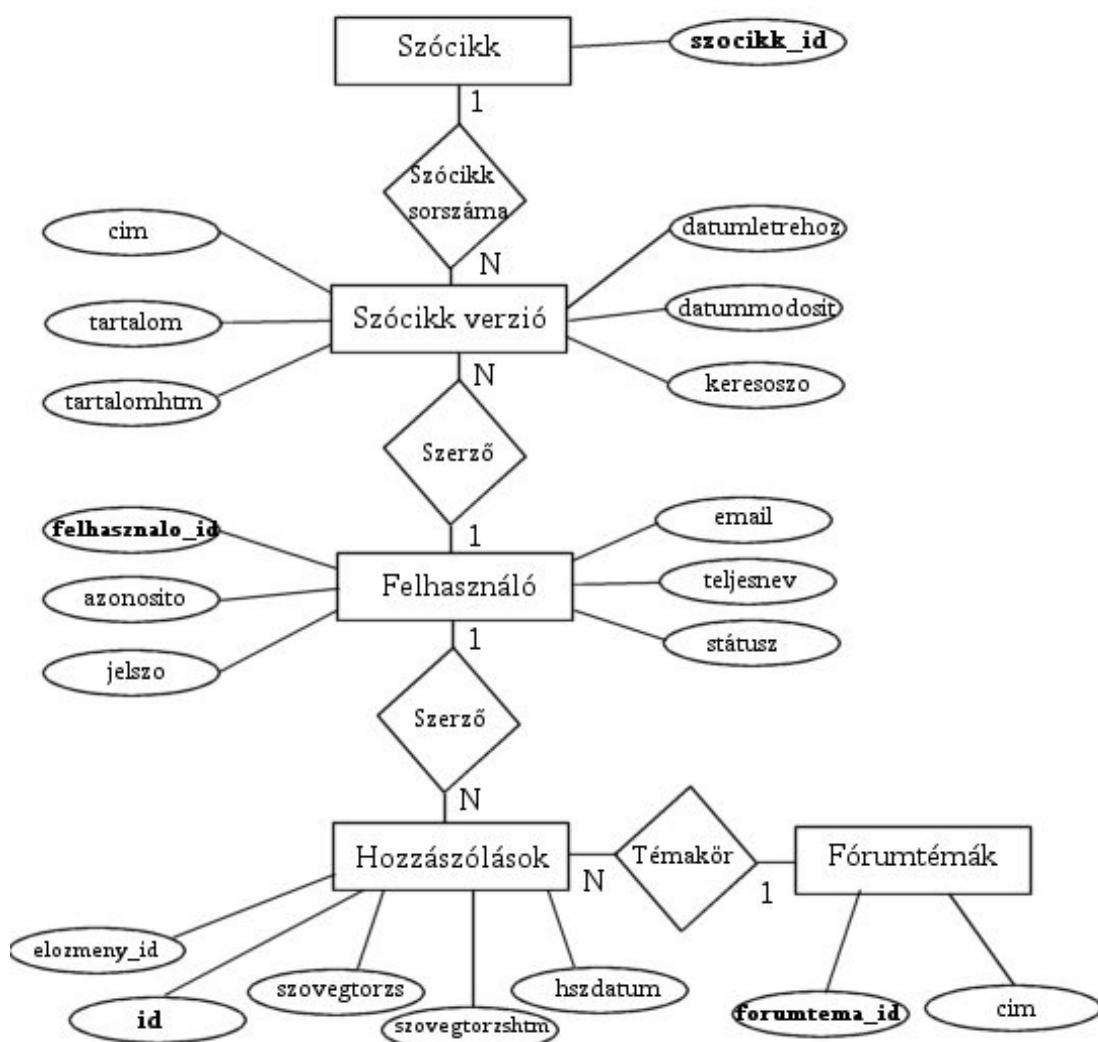 Szócikk
szocikk_id
1
Szócikk
sorszáma
N
cim
datumletrehoz
Szócikk verzió
tartalom
datummodosit
tartalomhtm
keresoszo
N
Szerző
1
felhasznalo_id
email
Felhasználó
azonosito
teljesnev
jelszo
státusz
1
Szerző
N
Hozzászólások
N
Témakör
1
Fórumtémák
elozmeny_id
id
szovegtorzs
szovegtorzshtm
hszdatum
forumtema_id
cim